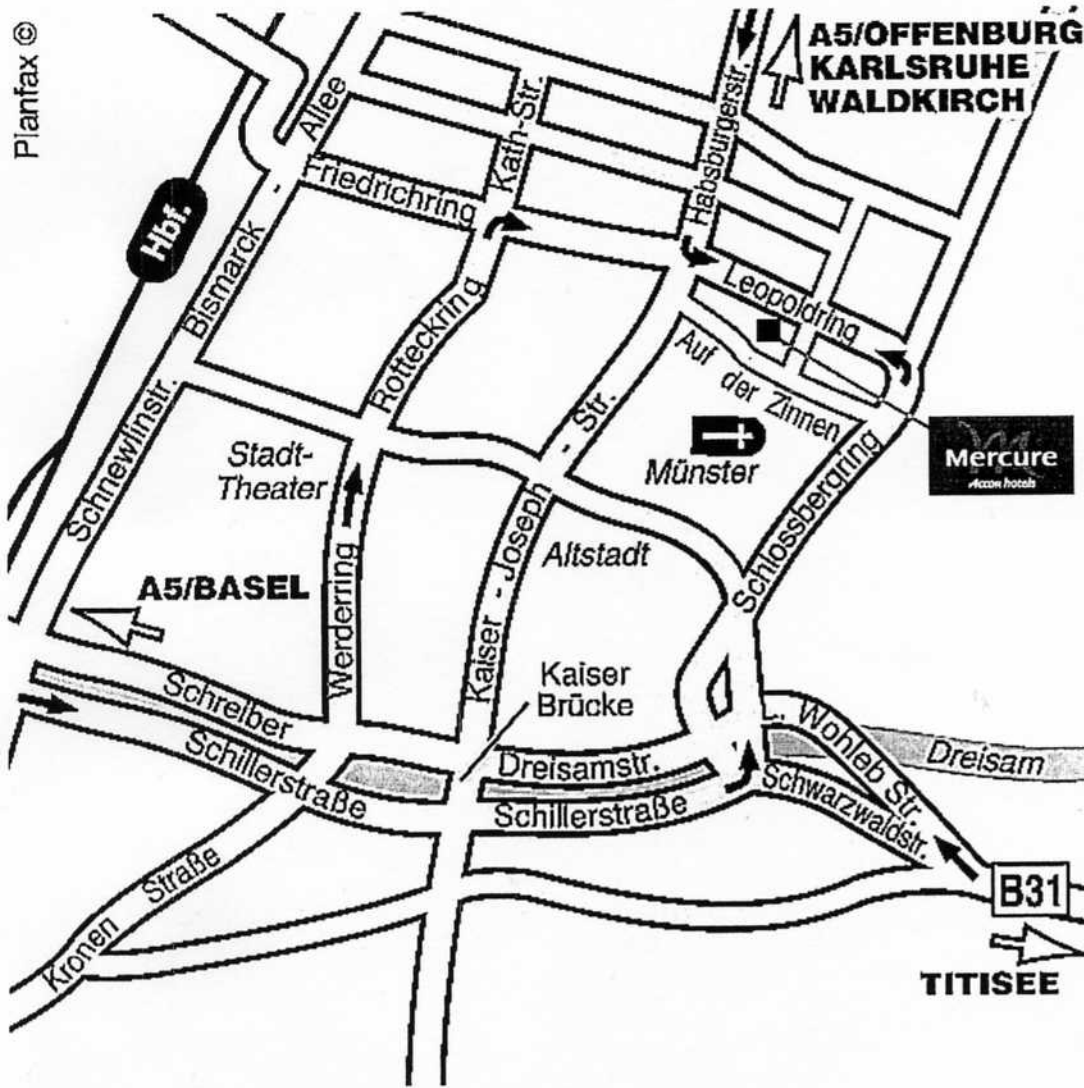 Planfax ©
A5/OFFENBURG
KARLSRUHE
WALDKIRCH
Allee
Kath-Str.
Habsburgerstr.
Friedrichring
Hbf.
Bismarck -
Leopoldring
Rotteckring
Auf der Zinnen
Schnewlinstr.
Stadt-
Theater
Münster
Mercure
Accor hotels
Kaiser - Joseph - Str.
Schlossbergring
Altstadt
A5/BASEL
Werderring
Kaiser
Brücke
Schreiber
Dreisamstr.
Wohleb Str.
Dreisam
Schillerstraße
Schillerstraße
Schwarzwaldstr.
Kronen Straße
B31
TITISEE